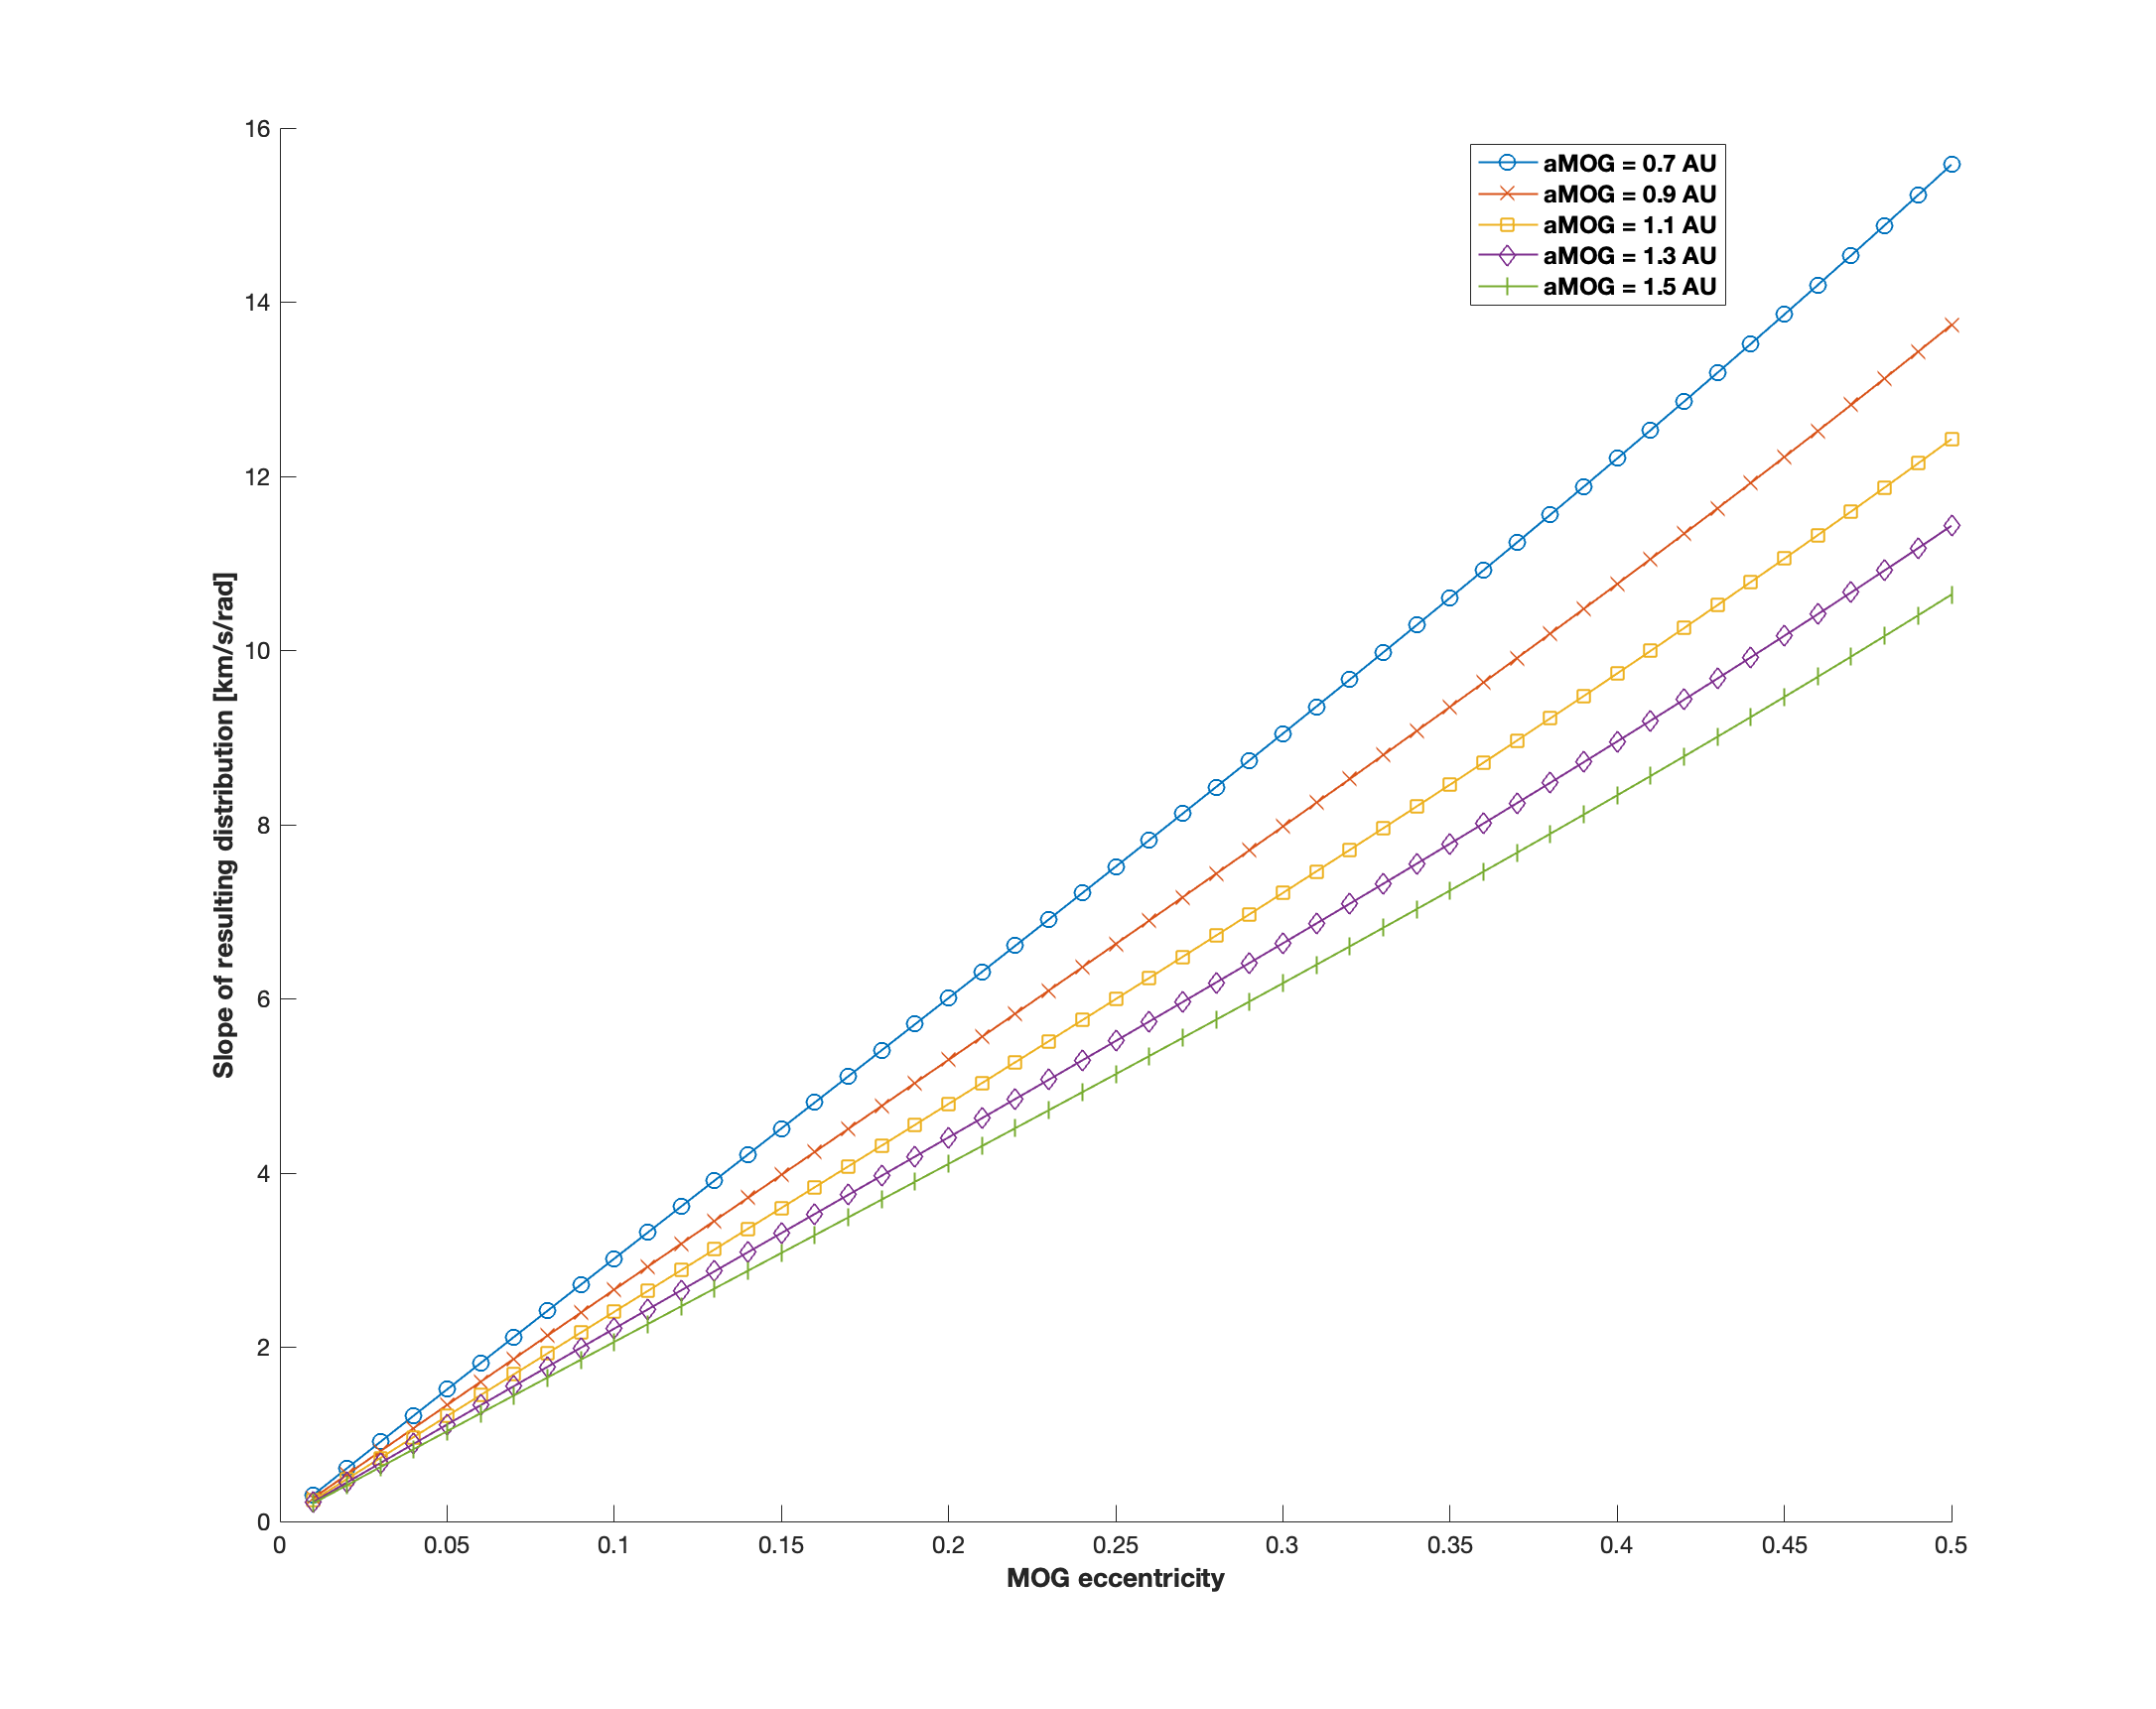 16
14
12
10
8
6
4
2
0
Slope of resulting distribution [km/s/rad]
aMOG = 0.7 AU
aMOG = 0.9 AU
aMOG = 1.1 AU
aMOG = 1.3 AU
aMOG = 1.5 AU
0 0.05 0.1 0.15 0.2 0.25 0.3 0.35 0.4 0.45 0.5
MOG eccentricity